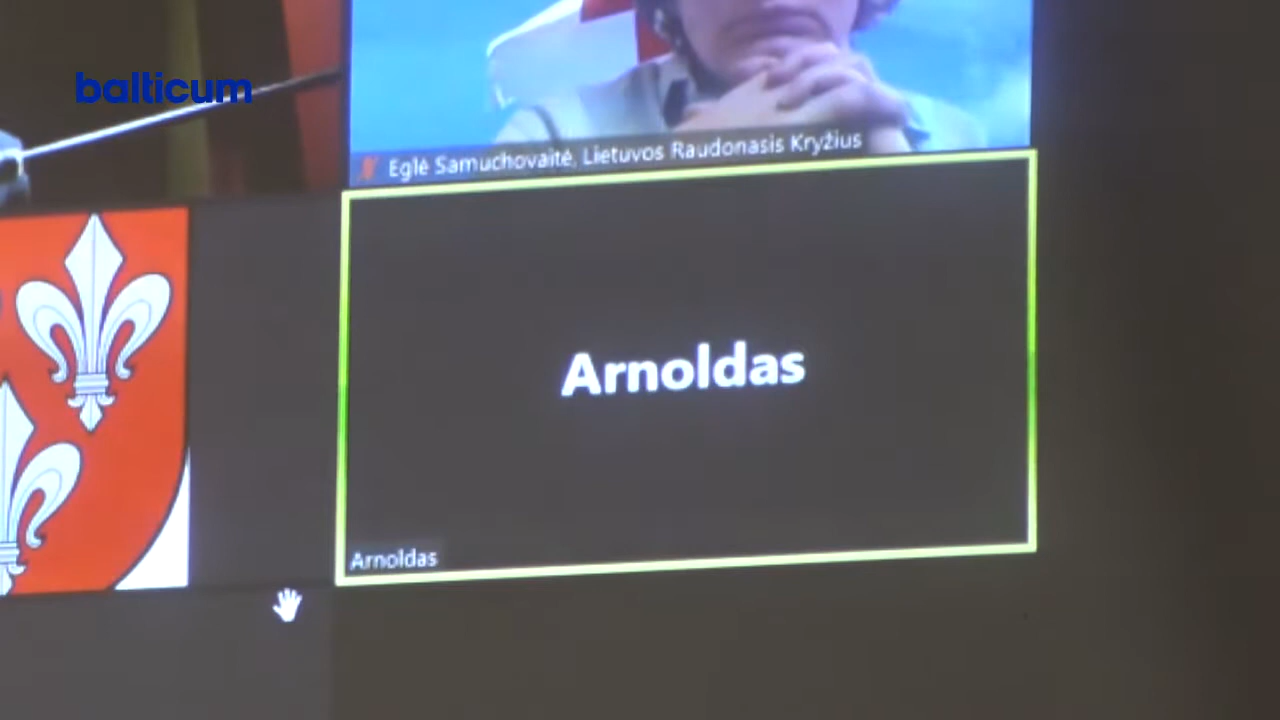 balticum
Eglė Samuchovaitė, Lietuvos Raudonasis Kryžius
Arnoldas
Arnoldas